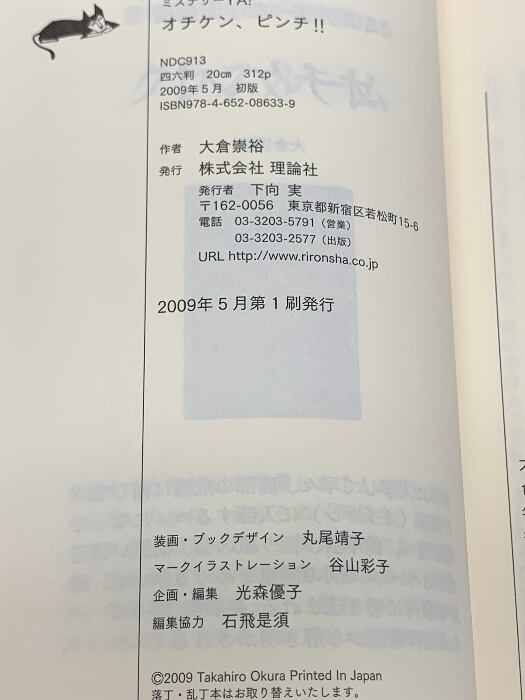 ミステリーYA!
オチケン、ピンチ!!
NDC913
四六判 20㎝ 312p
2009年5月 初版
ISBN978-4-652-08633-9
作者 大倉崇裕
発行 株式会社 理論社
発行者 下向 実
〒162-0056 東京都新宿区若松町15-6
電話 03-3203-5791（営業）
03-3203-2577（出版）
URL http://www.rironsha.co.jp
2009年5月第1刷発行
装画・ブックデザイン 丸尾靖子
マークイラストレーション 谷山彩子
企画・編集 光森優子
編集協力 石飛是須
©2009 Takahiro Okura Printed In Japan
落丁・乱丁本はお取り替えいたします。